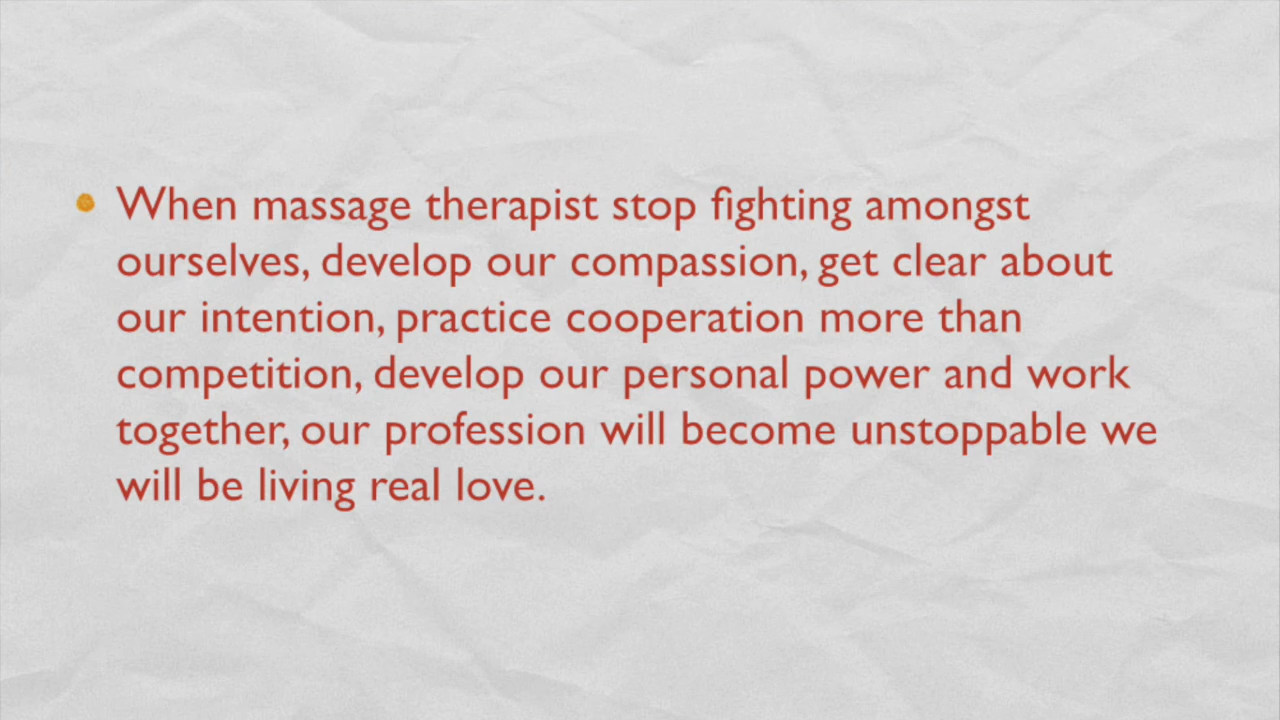 When massage therapist stop fighting amongst
ourselves, develop our compassion, get clear about
our intention, practice cooperation more than
competition, develop our personal power and work
together, our profession will become unstoppable we
will be living real love.